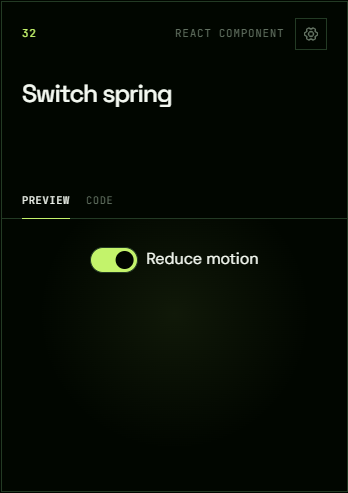 32
REACT COMPONENT
Switch spring
PREVIEW
CODE
Reduce motion